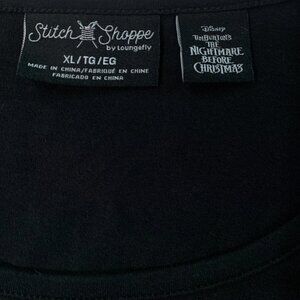 Stitch Shoppe
by Loungefly
XL/TG/EG
MADE IN CHINA/FABRIQUÉ EN CHINE
FABRICADO EN CHINA
Disney
Tim Burton's
THE
NIGHTMARE
BEFORE
CHRISTMAS